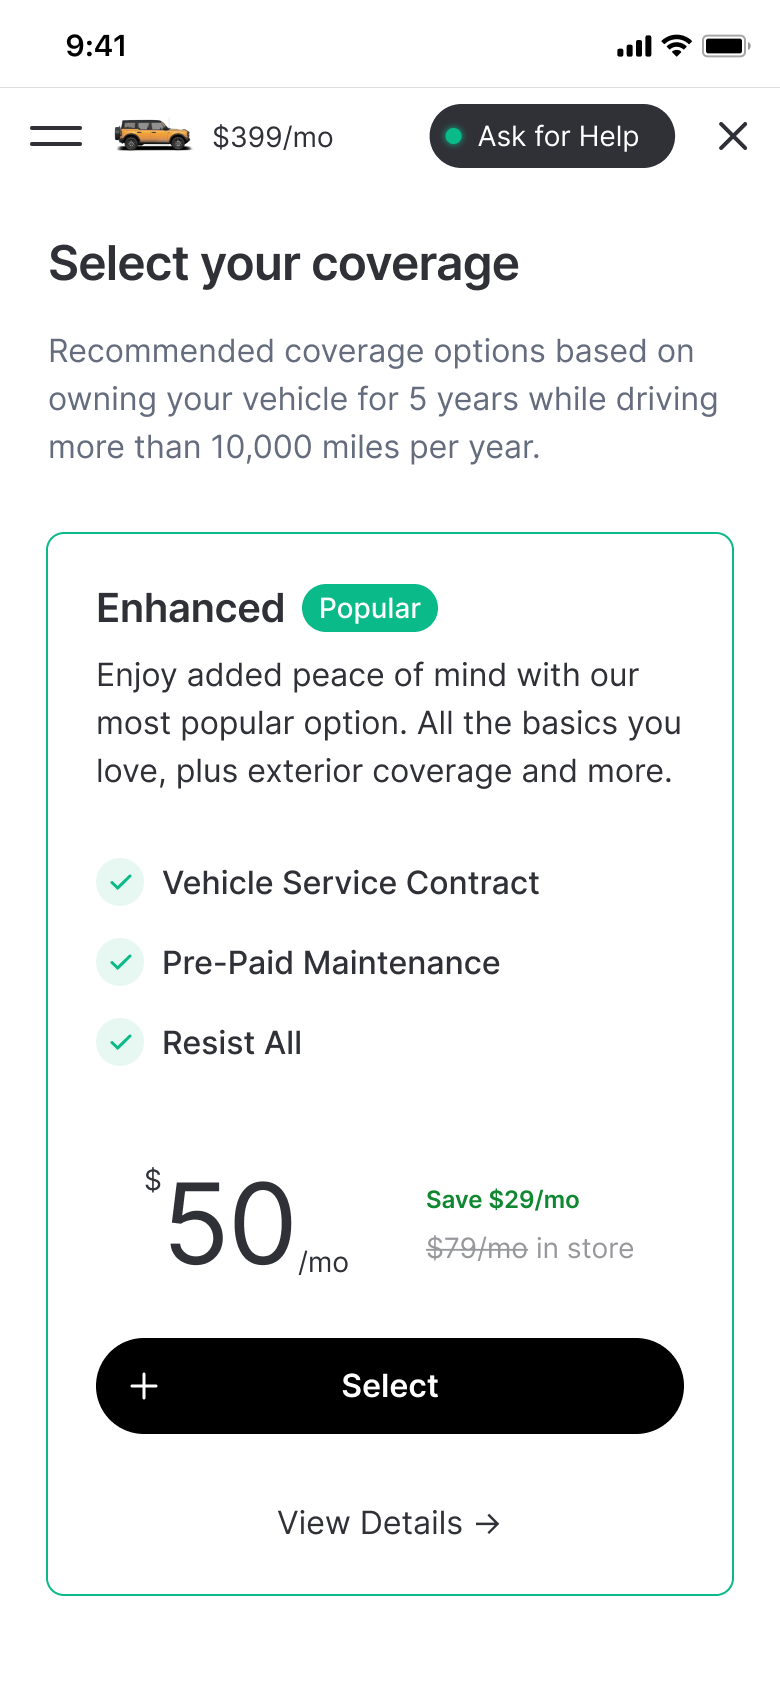 9:41
$399/mo
Ask for Help
Select your coverage
Recommended coverage options based on
owning your vehicle for 5 years while driving
more than 10,000 miles per year.
Enhanced
Popular
Enjoy added peace of mind with our
most popular option. All the basics you
love, plus exterior coverage and more.
Vehicle Service Contract
Pre-Paid Maintenance
Resist All
$50/mo
Save $29/mo
$79/mo in store
Select
View Details →